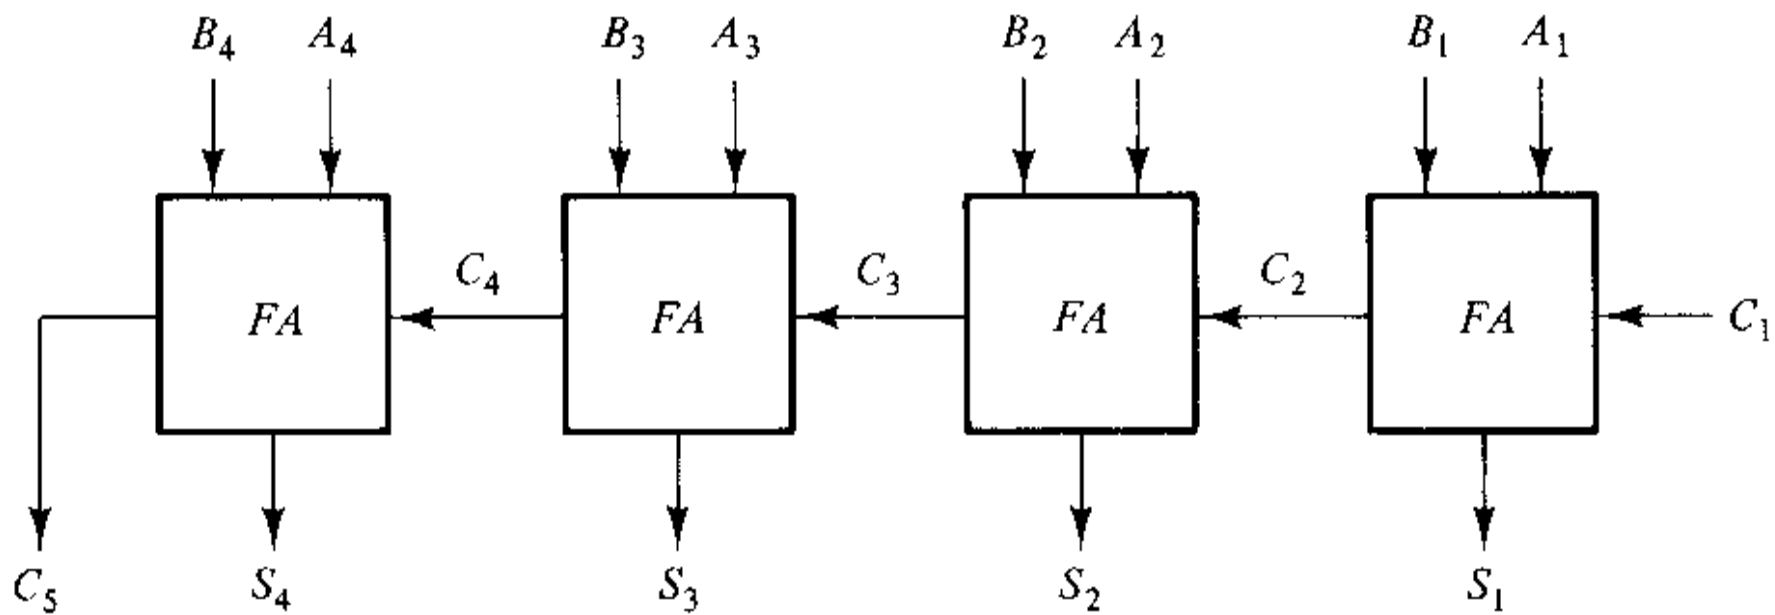 B₄ A₄ B₃ A₃ B₂ A₂ B₁ A₁
C₄ C₃ C₂
FA FA FA FA C₁
C₅ S₄ S₃ S₂ S₁